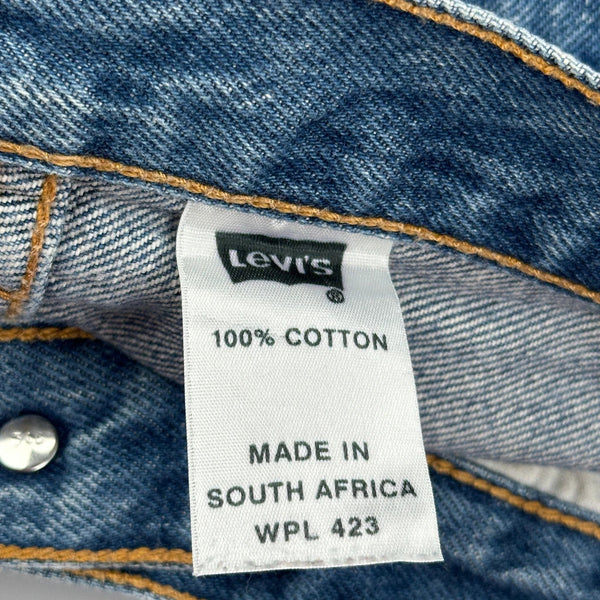 Levi's
®
100% COTTON
MADE IN
SOUTH AFRICA
WPL 423